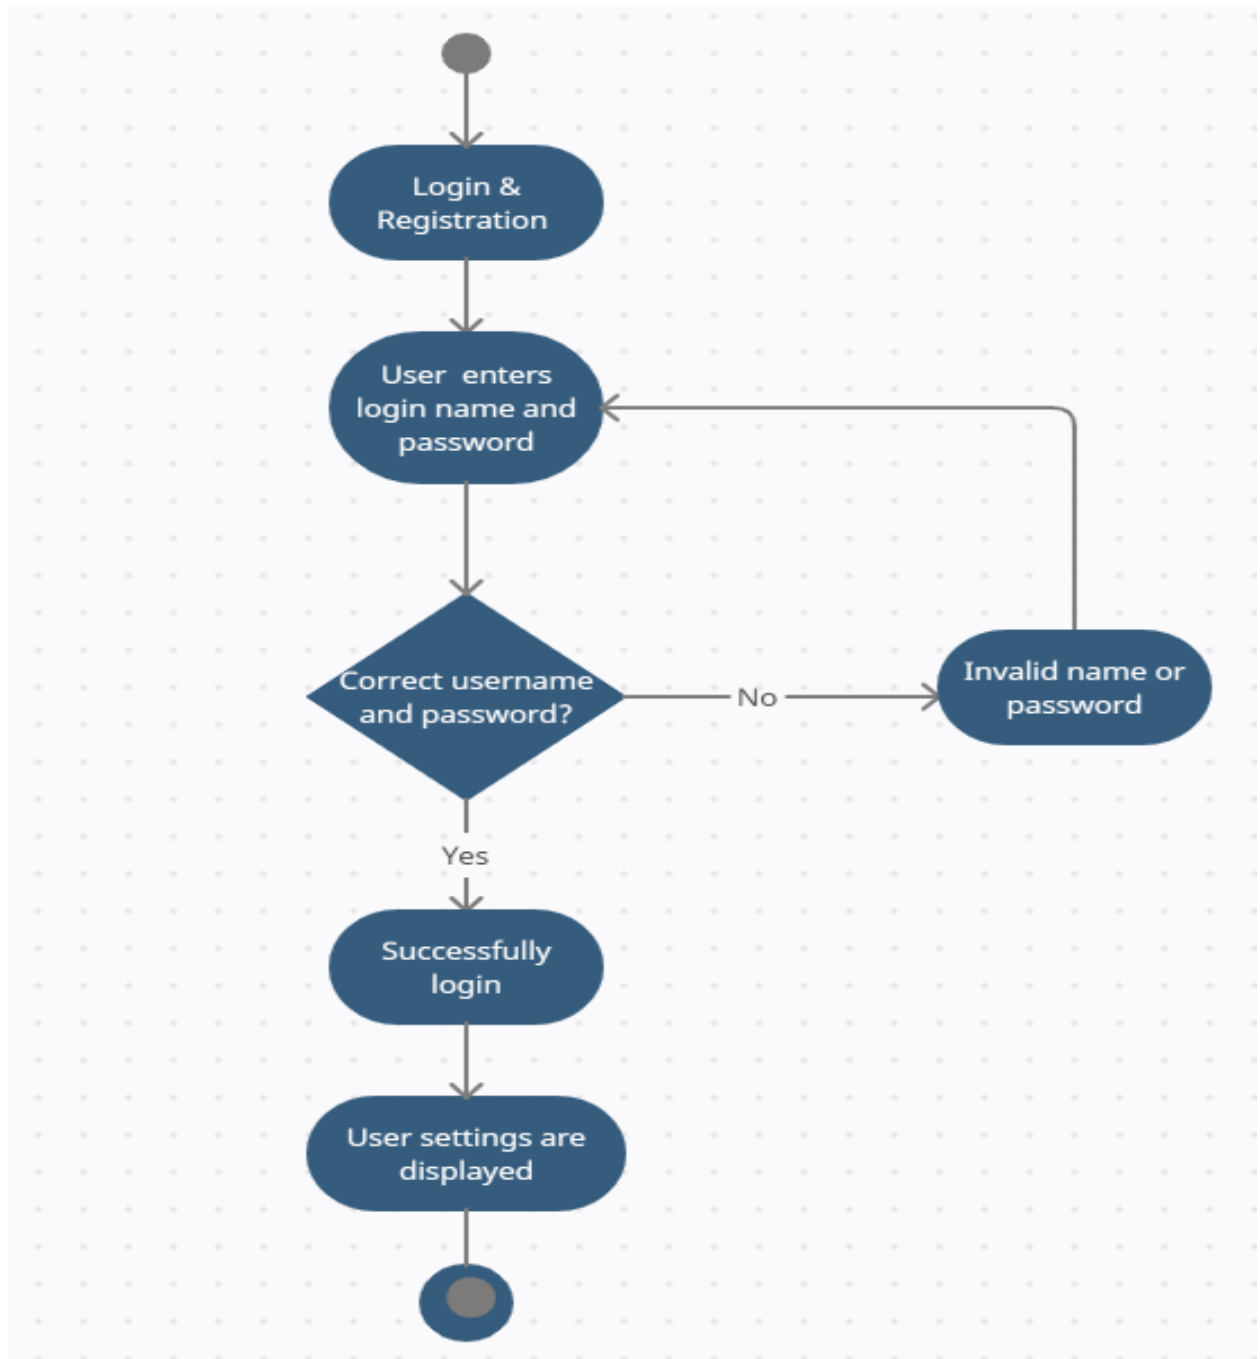 Login &
Registration
User  enters
login name and
password
Correct username
and password?
No
Invalid name or
password
Yes
Successfully
login
User settings are
displayed